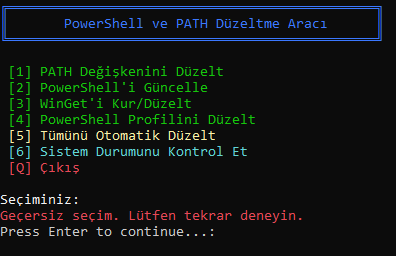 PowerShell ve PATH Düzeltme Aracı
[1] PATH Değişkenini Düzelt
[2] PowerShell'i Güncelle
[3] WinGet'i Kur/Düzelt
[4] PowerShell Profilini Düzelt
[5] Tümünü Otomatik Düzelt
[6] Sistem Durumunu Kontrol Et
[Q] Çıkış
Seçiminiz:
Geçersiz seçim. Lütfen tekrar deneyin.
Press Enter to continue...: